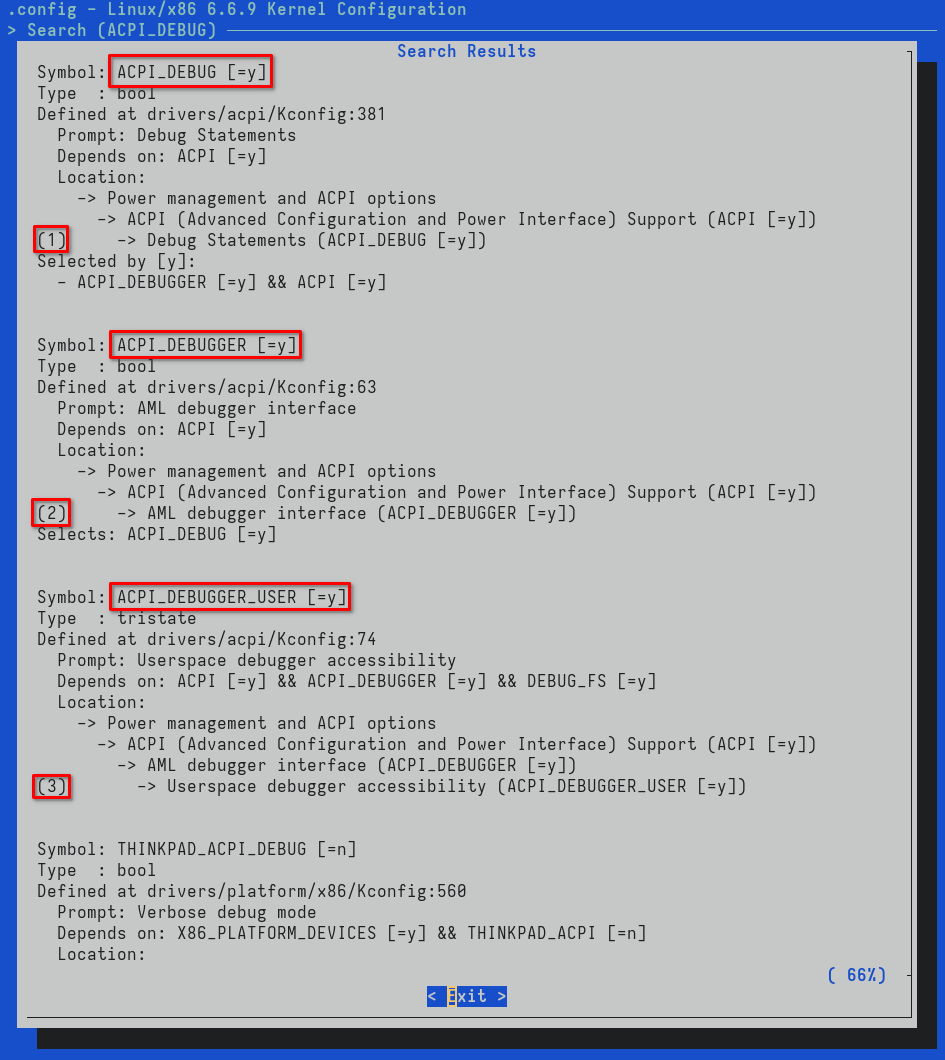 .config - Linux/x86 6.6.9 Kernel Configuration
> Search (ACPI_DEBUG)
Search Results
Symbol: ACPI_DEBUG [=y]
Type  : bool
Defined at drivers/acpi/Kconfig:381
  Prompt: Debug Statements
  Depends on: ACPI [=y]
  Location:
    -> Power management and ACPI options
      -> ACPI (Advanced Configuration and Power Interface) Support (ACPI [=y])
(1)     -> Debug Statements (ACPI_DEBUG [=y])
Selected by [y]:
  - ACPI_DEBUGGER [=y] && ACPI [=y]
Symbol: ACPI_DEBUGGER [=y]
Type  : bool
Defined at drivers/acpi/Kconfig:63
  Prompt: AML debugger interface
  Depends on: ACPI [=y]
  Location:
    -> Power management and ACPI options
      -> ACPI (Advanced Configuration and Power Interface) Support (ACPI [=y])
(2)     -> AML debugger interface (ACPI_DEBUGGER [=y])
Selects: ACPI_DEBUG [=y]
Symbol: ACPI_DEBUGGER_USER [=y]
Type  : tristate
Defined at drivers/acpi/Kconfig:74
  Prompt: Userspace debugger accessibility
  Depends on: ACPI [=y] && ACPI_DEBUGGER [=y] && DEBUG_FS [=y]
  Location:
    -> Power management and ACPI options
      -> ACPI (Advanced Configuration and Power Interface) Support (ACPI [=y])
        -> AML debugger interface (ACPI_DEBUGGER [=y])
(3)       -> Userspace debugger accessibility (ACPI_DEBUGGER_USER [=y])
Symbol: THINKPAD_ACPI_DEBUG [=n]
Type  : bool
Defined at drivers/platform/x86/Kconfig:560
  Prompt: Verbose debug mode
  Depends on: X86_PLATFORM_DEVICES [=y] && THINKPAD_ACPI [=n]
  Location:
( 66%)
< Exit >